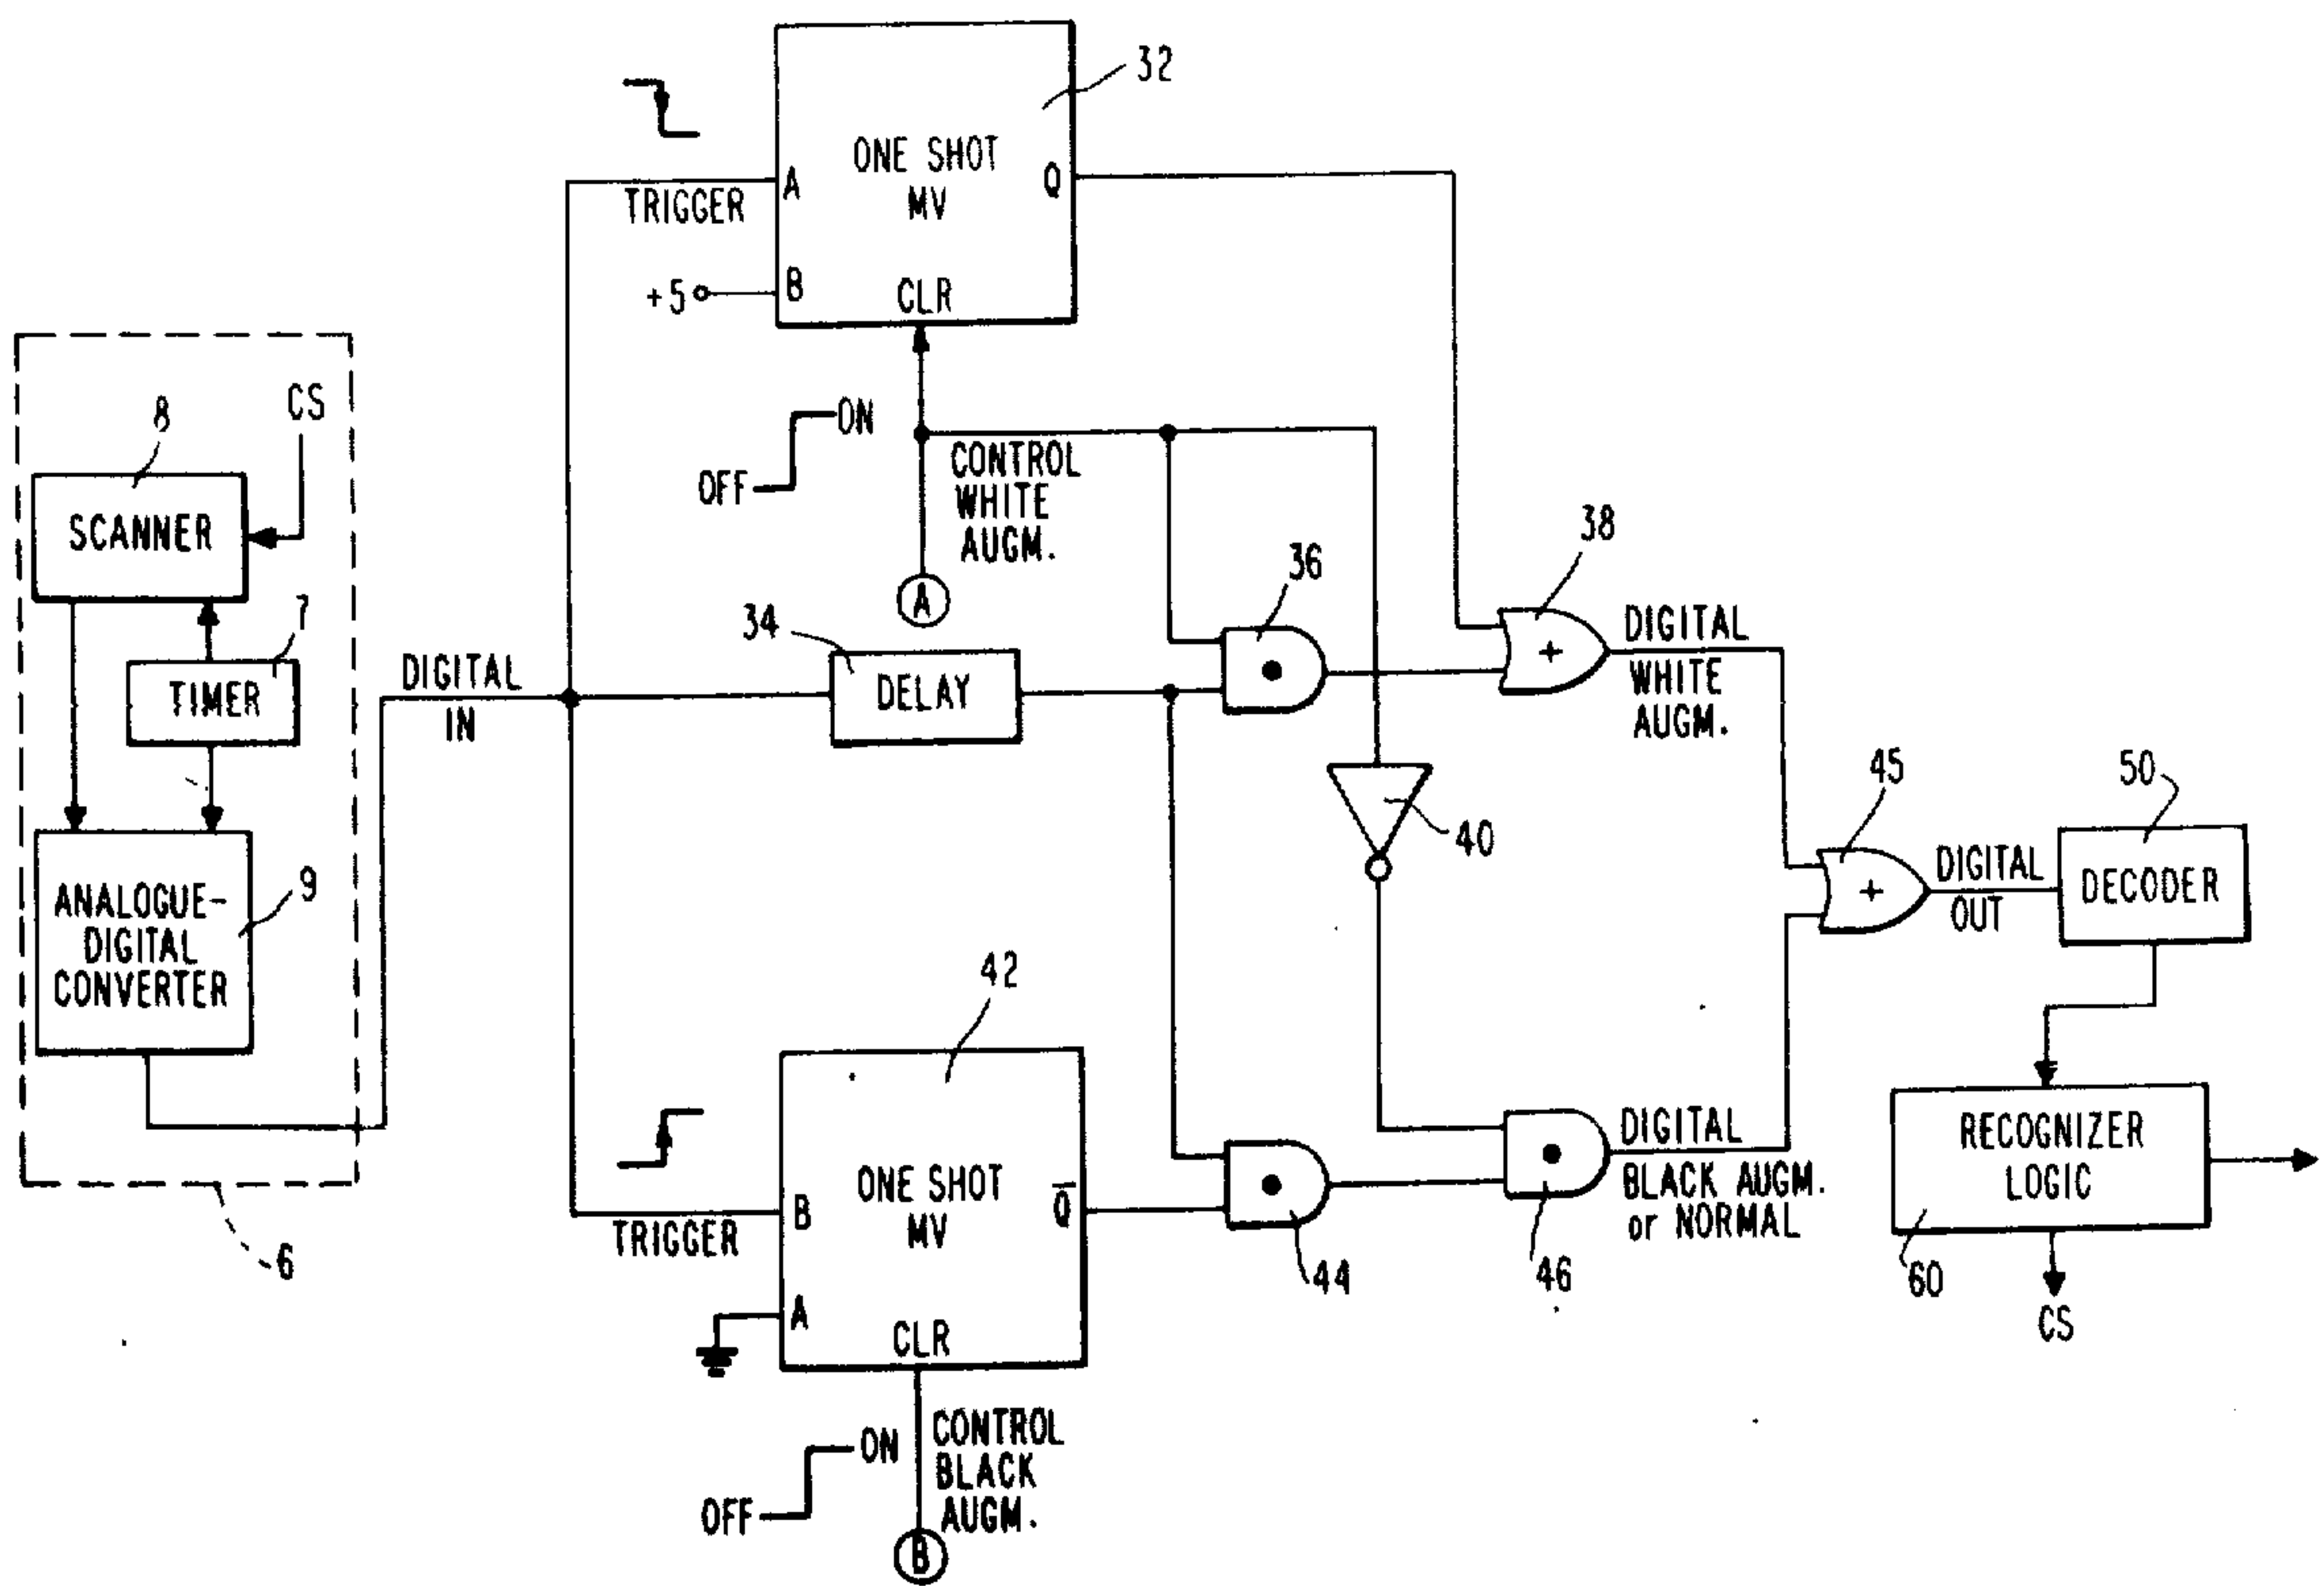 32
ONE SHOT
MV
A
Q
TRIGGER
+5
B
CLR
CS
8
ON
OFF
CONTROL
WHITE
AUGM.
SCANNER
A
7
TIMER
DIGITAL
IN
34
DELAY
36
38
DIGITAL
WHITE
AUGM.
40
45
50
DIGITAL
OUT
DECODER
ANALOGUE-
DIGITAL
CONVERTER
9
6
42
ONE SHOT
MV
B
Q̅
TRIGGER
A
CLR
44
46
DIGITAL
BLACK AUGM.
or NORMAL
RECOGNIZER
LOGIC
60
CS
ON
OFF
CONTROL
BLACK
AUGM.
B
+
+